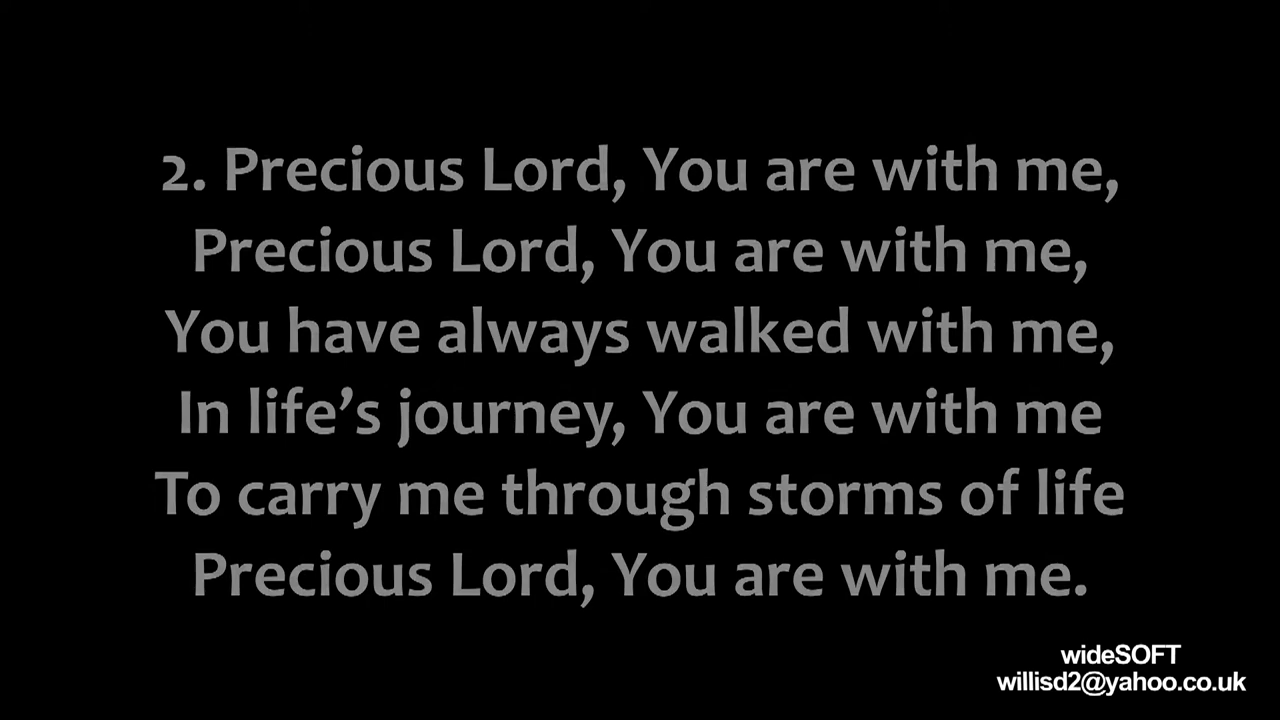 2. Precious Lord, You are with me,
Precious Lord, You are with me,
You have always walked with me,
In life’s journey, You are with me
To carry me through storms of life
Precious Lord, You are with me.
wideSOFT
willisd2@yahoo.co.uk